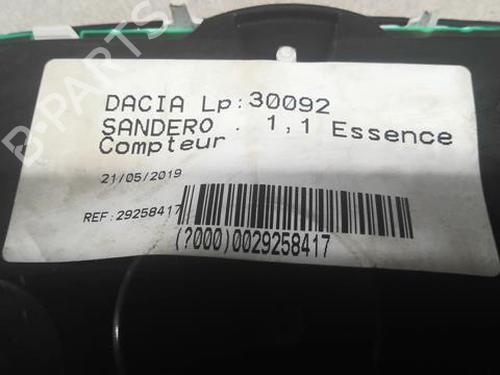 DACIA Lp:30092
SANDERO . 1,1 Essence
Compteur
21/05/2019
REF:29258417
(?000)0029258417
B-PARTS